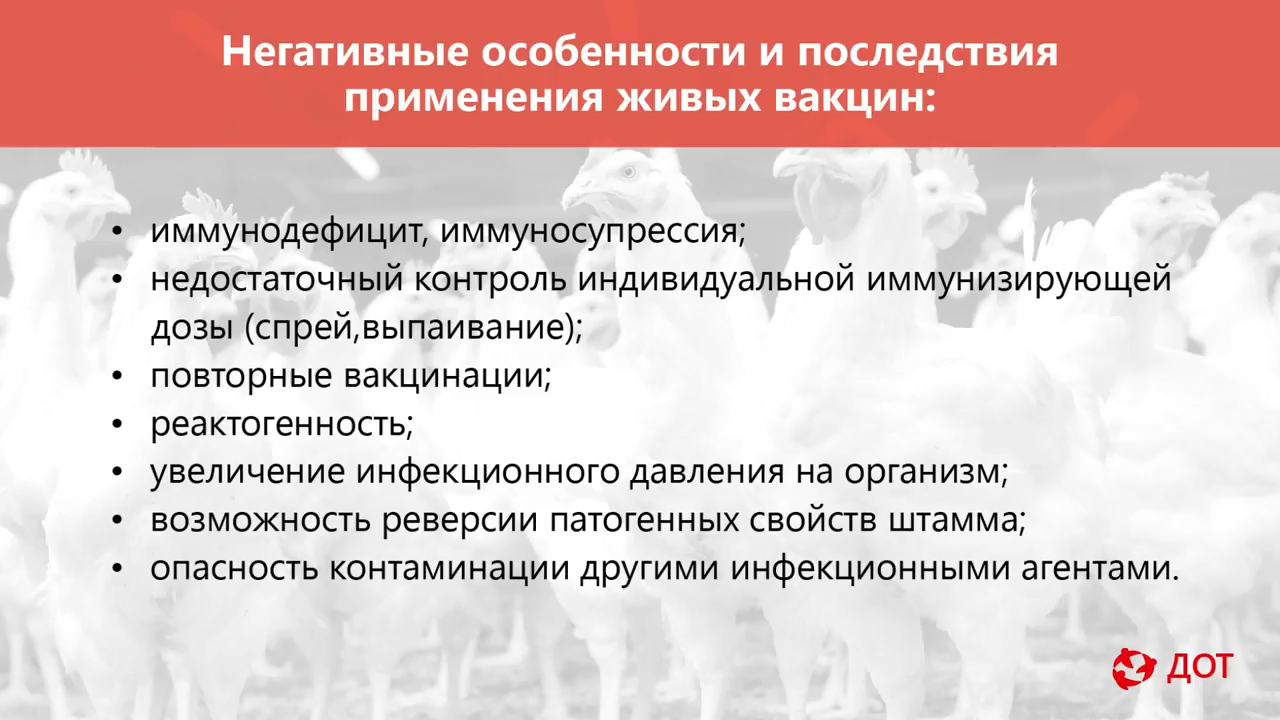 Негативные особенности и последствия
применения живых вакцин:
• иммунодефицит, иммуносупрессия;
• недостаточный контроль индивидуальной иммунизирующей
дозы (спрей,выпаивание);
• повторные вакцинации;
• реактогенность;
• увеличение инфекционного давления на организм;
• возможность реверсии патогенных свойств штамма;
• опасность контаминации другими инфекционными агентами.
ДОТ